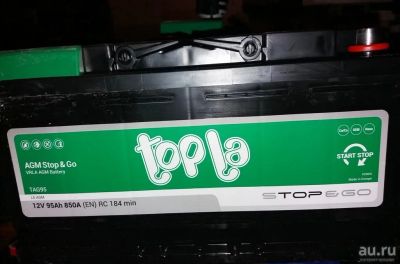 AGM Stop & Go
VRLA AGM Battery
TAG95
12V 95Ah 850A (EN) RC 184 min
topla
START STOP
STOP&GO
au.ru